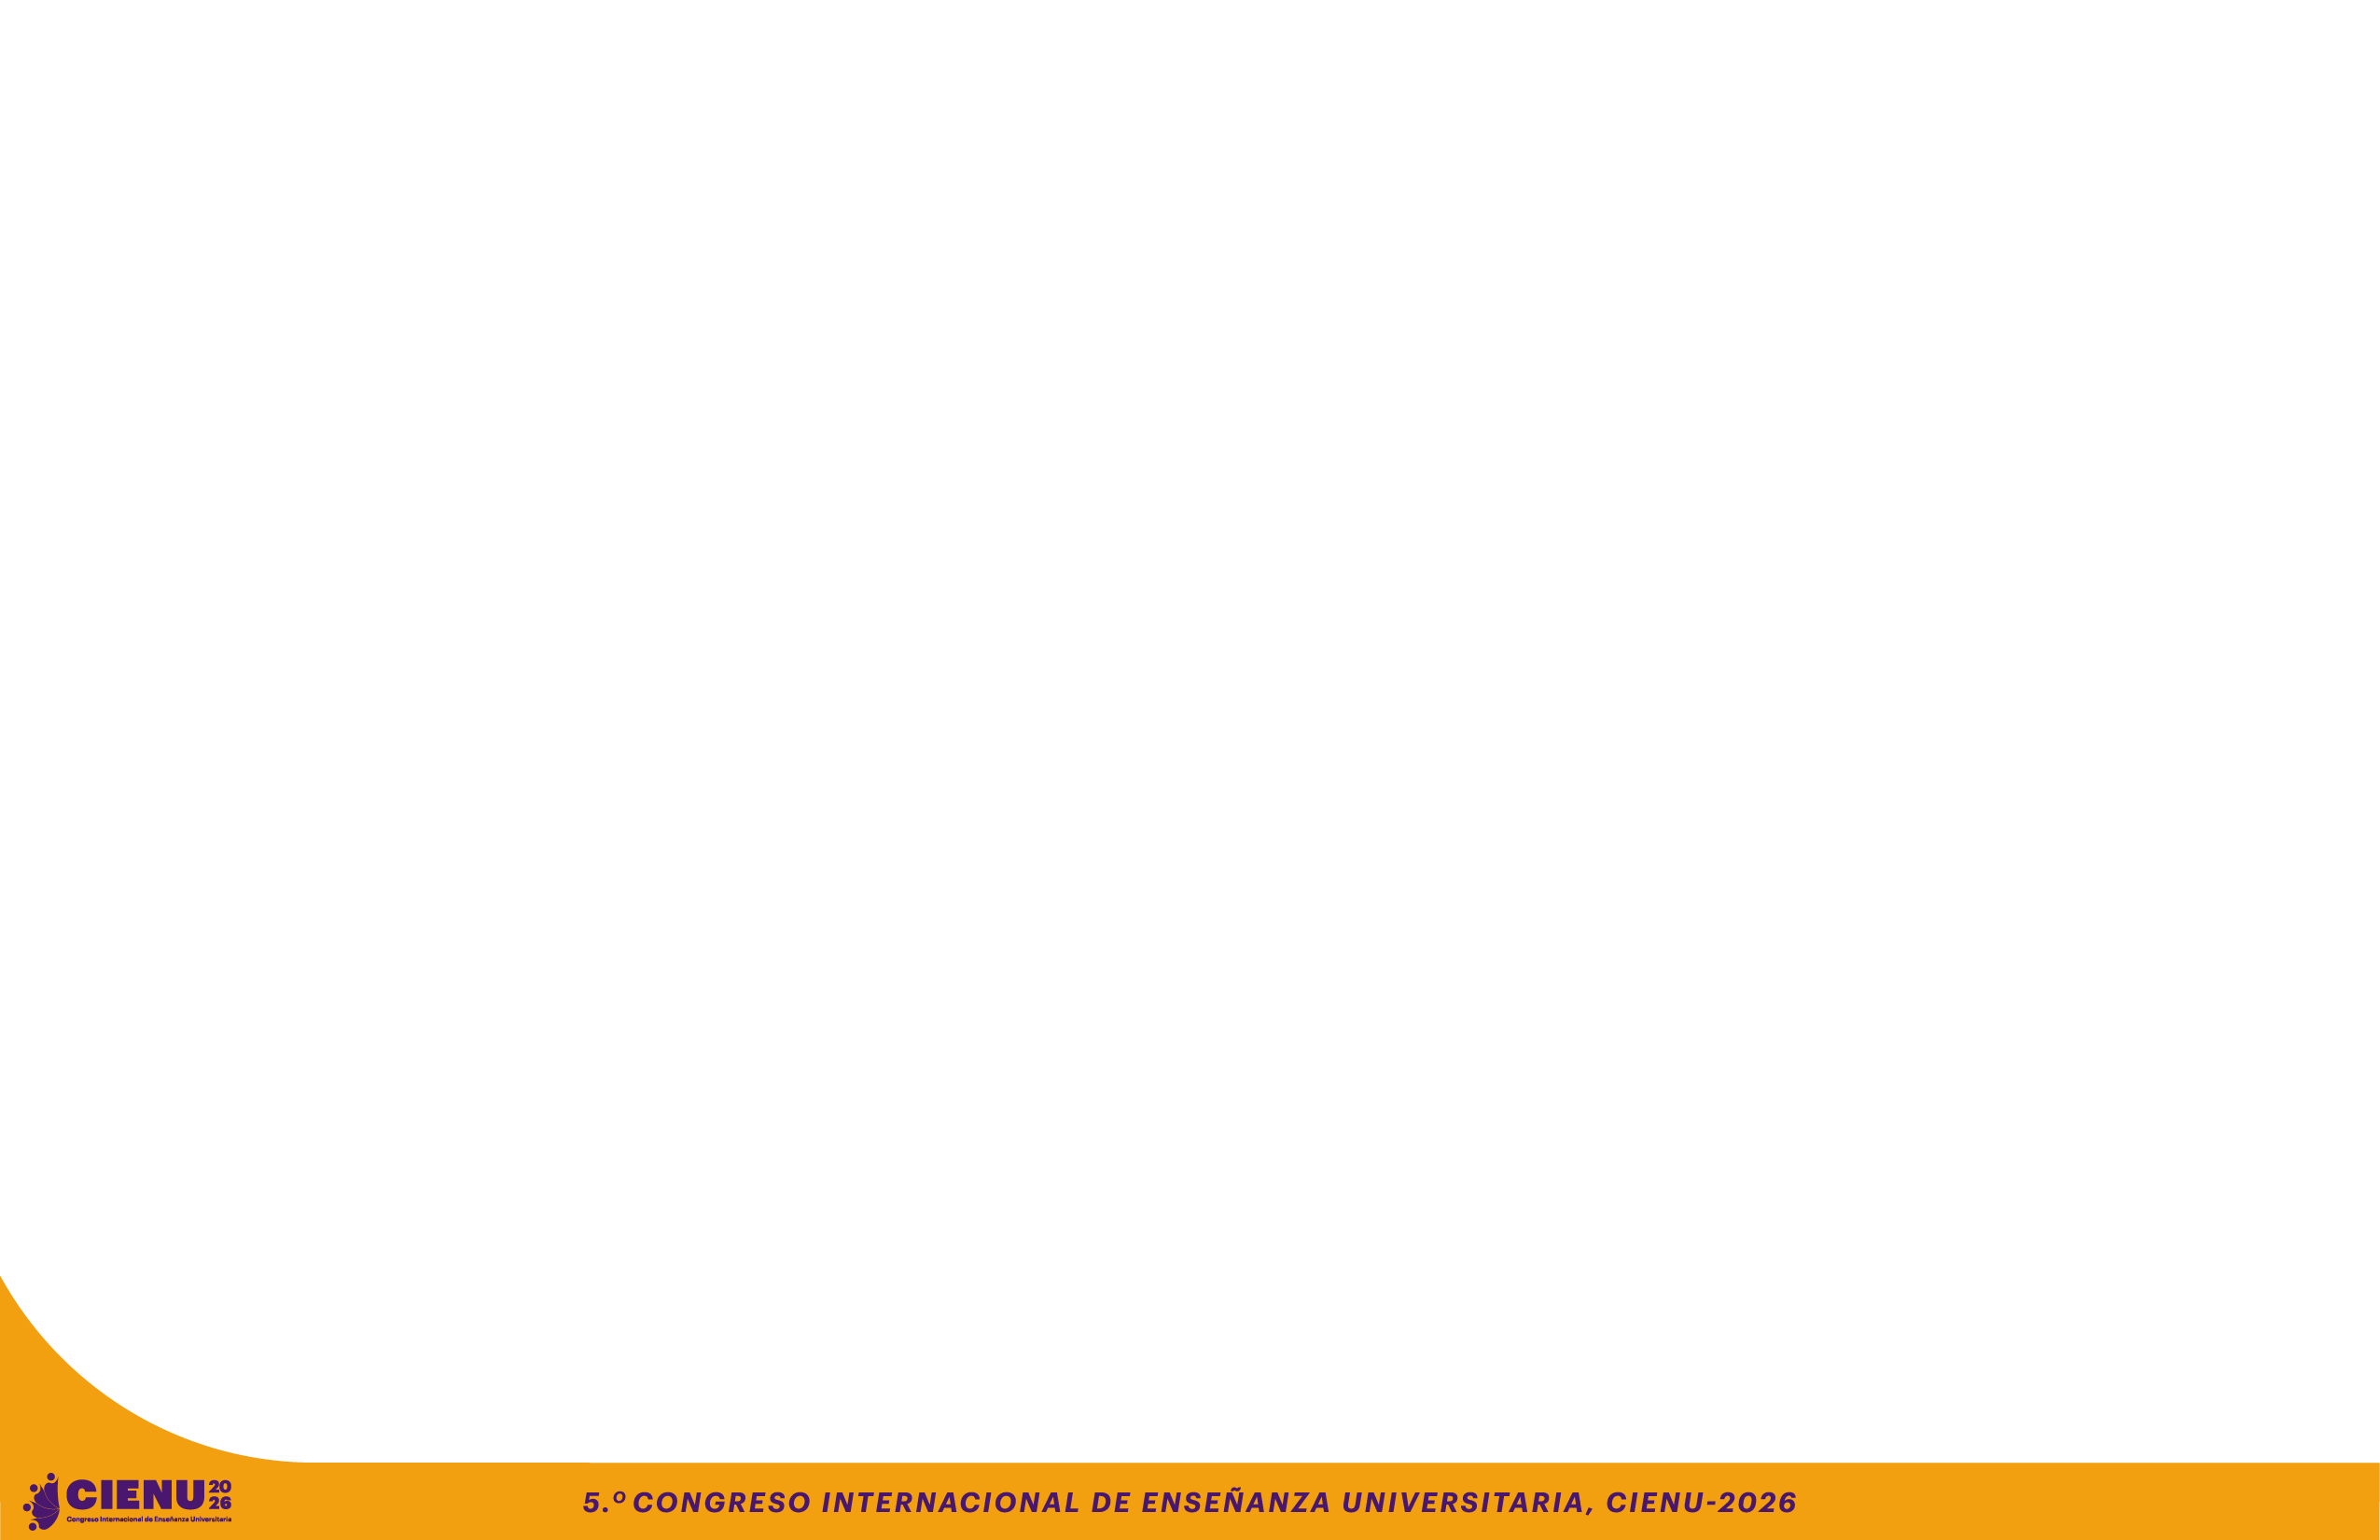 CIENU 20
26
Congreso Internacional de Enseñanza Universitaria
5.º CONGRESO INTERNACIONAL DE ENSEÑANZA UNIVERSITARIA, CIENU-2026